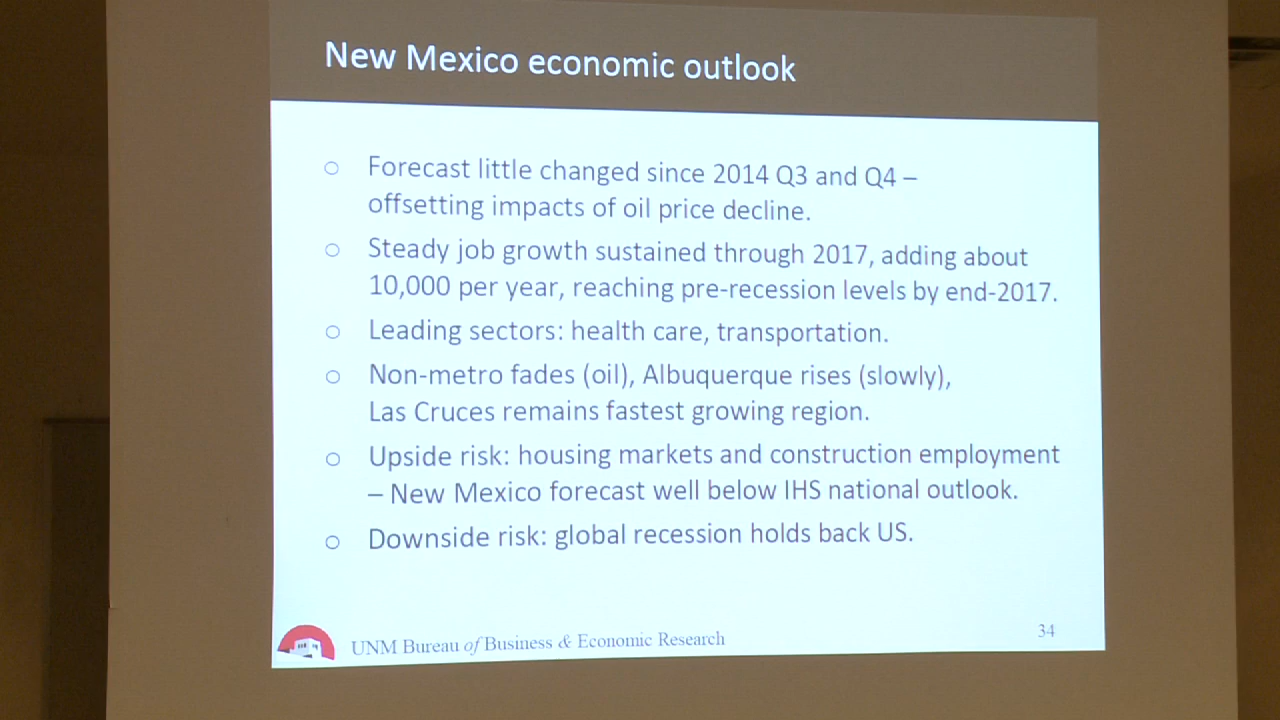 New Mexico economic outlook
○ Forecast little changed since 2014 Q3 and Q4 –
offsetting impacts of oil price decline.
○ Steady job growth sustained through 2017, adding about
10,000 per year, reaching pre-recession levels by end-2017.
○ Leading sectors: health care, transportation.
○ Non-metro fades (oil), Albuquerque rises (slowly),
Las Cruces remains fastest growing region.
○ Upside risk: housing markets and construction employment
– New Mexico forecast well below IHS national outlook.
○ Downside risk: global recession holds back US.
UNM Bureau of Business & Economic Research
34